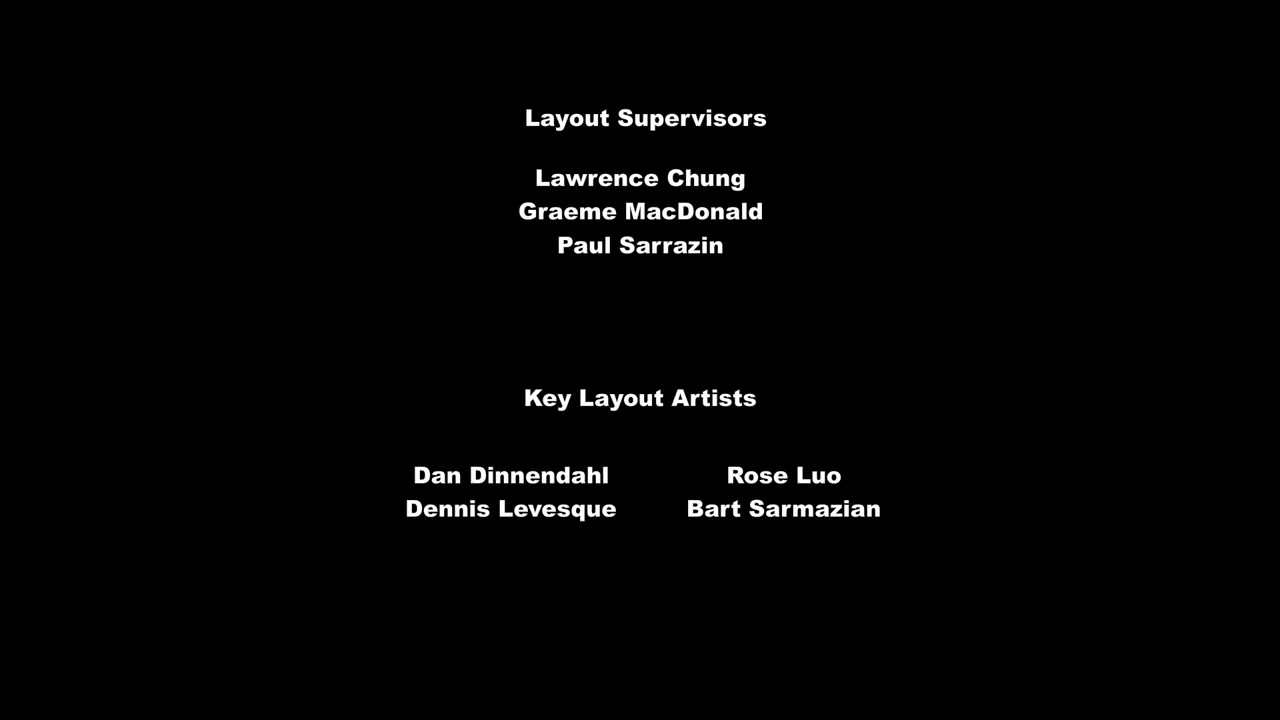 Layout Supervisors
Lawrence Chung
Graeme MacDonald
Paul Sarrazin
Key Layout Artists
Dan Dinnendahl Rose Luo
Dennis Levesque Bart Sarmazian